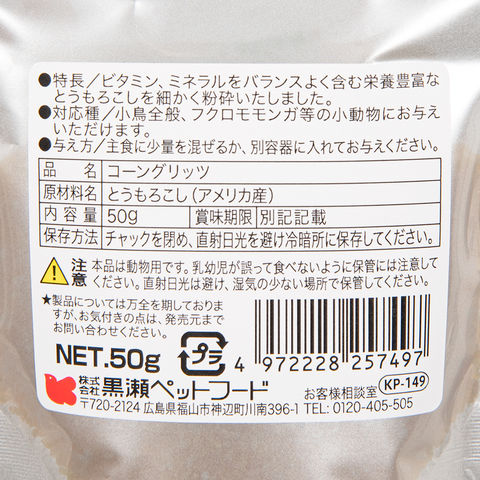 ●特長／ビタミン、ミネラルをバランスよく含む栄養豊富な
とうもろこしを細かく粉砕いたしました。
●対応種／小鳥全般、フクロモモンガ等の小動物にお与え
いただけます。
●与え方／主食に少量を混ぜるか、別容器に入れてお与えください。
品名 コーングリッツ
原材料名 とうもろこし（アメリカ産）
内容量 50g 賞味期限 別記記載
保存方法 チャックを閉め、直射日光を避け冷暗所に保存してください。
注意 本品は動物用です。乳幼児が誤って食べないように保管には注意して
ください。直射日光は避け、湿気の少ない場所で保管してください。
★製品については万全を期しておりま
すが、お気付きの点は、発売元まで
お問い合わせください。
NET.50g プラ 4 972228 257497
株式会社 黒瀬ペットフード お客様相談室 KP-149
〒720-2124 広島県福山市神辺町川南396-1 TEL: 0120-405-505